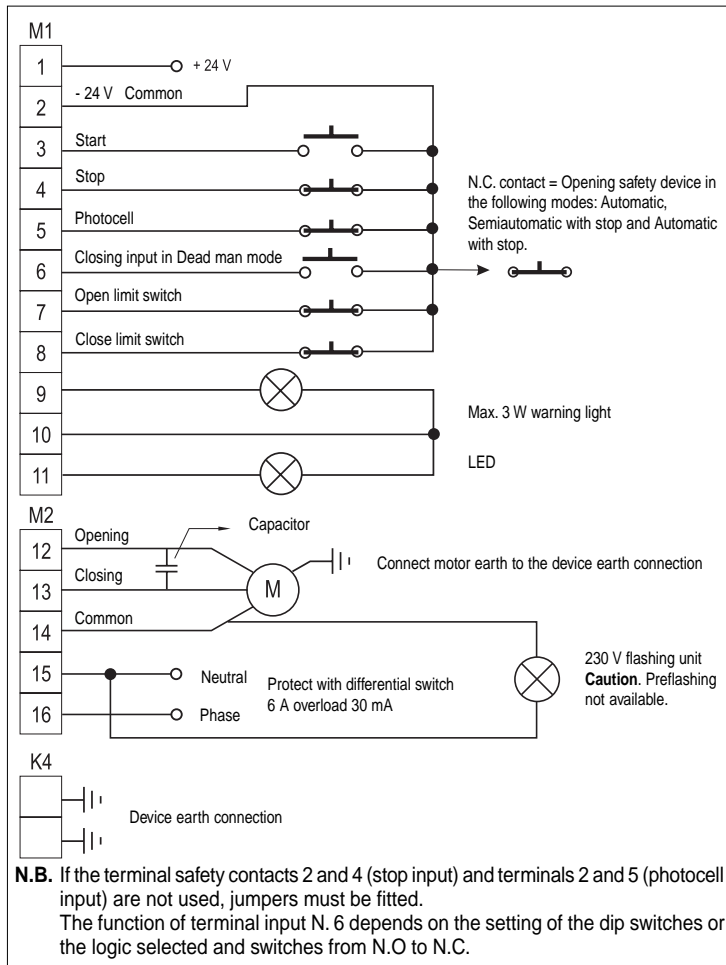 M1
1
+ 24 V
2
- 24 V Common
3
Start
4
Stop
5
Photocell
6
Closing input in Dead man mode
7
Open limit switch
8
Close limit switch
9
10
11
N.C. contact = Opening safety device in
the following modes: Automatic,
Semiautomatic with stop and Automatic
with stop.
Max. 3 W warning light
LED
M2
12
Opening
Capacitor
13
Closing
M
Connect motor earth to the device earth connection
14
Common
15
Neutral
16
Phase
Protect with differential switch
6 A overload 30 mA
230 V flashing unit
Caution. Preflashing
not available.
K4
Device earth connection
N.B. If the terminal safety contacts 2 and 4 (stop input) and terminals 2 and 5 (photocell
input) are not used, jumpers must be fitted.
The function of terminal input N. 6 depends on the setting of the dip switches or
the logic selected and switches from N.O to N.C.